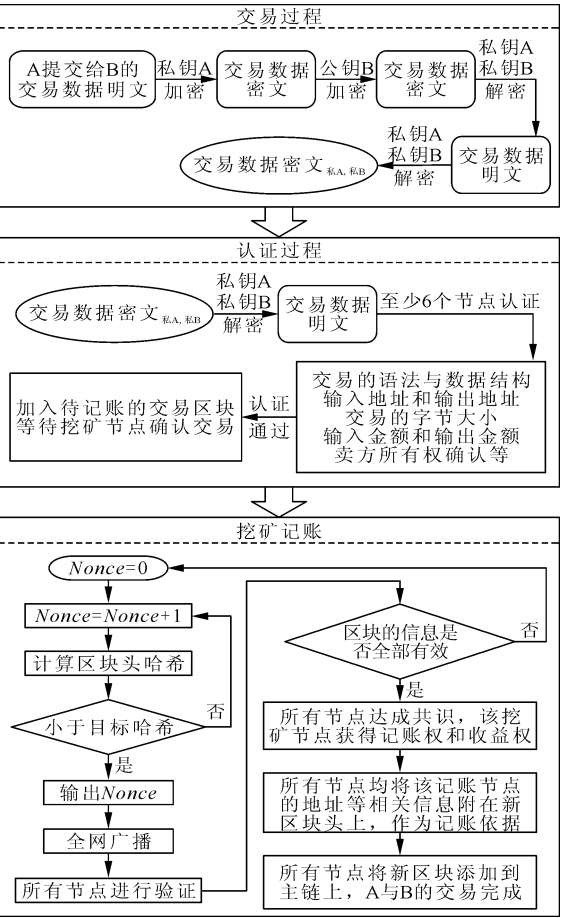 交易过程
A提交给B的
交易数据明文
私钥A
加密
交易数据
密文
公钥B
加密
交易数据
密文
私钥A
私钥B
解密
交易数据
明文
私钥A
私钥B
解密
交易数据密文私A, 私B
认证过程
交易数据密文私A, 私B
私钥A
私钥B
解密
交易数据
明文
至少6个节点认证
交易的语法与数据结构
输入地址和输出地址
交易的字节大小
输入金额和输出金额
卖方所有权确认等
认证
通过
加入待记账的交易区块
等待挖矿节点确认交易
挖矿记账
Nonce=0
Nonce=Nonce+1
计算区块头哈希
小于目标哈希
否
是
输出Nonce
全网广播
所有节点进行验证
区块的信息是
否全部有效
否
是
所有节点达成共识，该挖
矿节点获得记账权和收益权
所有节点均将该记账节点
的地址等相关信息附在新
区块头上，作为记账依据
所有节点将新区块添加到
主链上，A与B的交易完成